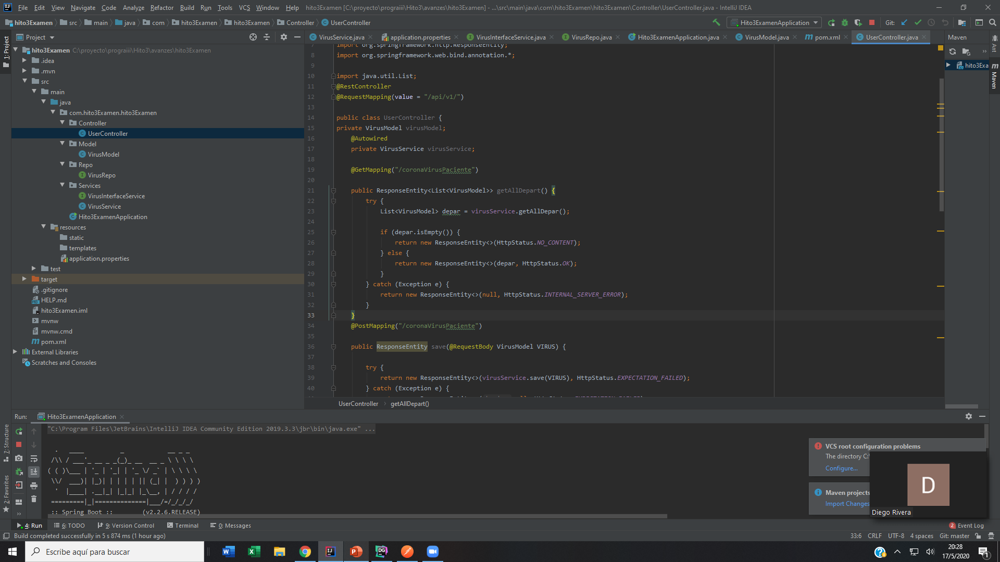 File Edit View Navigate Code Analyze Refactor Build Run Tools VCS Window Help hito3Examen [C:\proyecto\prograiii\Hito3\avanzes\hito3Examen] - ...\src\main\java\com\hito3Examen\hito3Examen\Controller\UserController.java - IntelliJ IDEA
hito3Examen src main java com hito3Examen hito3Examen Controller UserController Hito3ExamenApplication Git:
Project VirusService.java application.properties VirusInterfaceService.java VirusRepo.java Hito3ExamenApplication.java VirusModel.java pom.xml UserController.java Maven
1: Project
7: Structure
2: Favorites
Ant
Maven
hito3Exa
hito3Examen C:\proyecto\prograiii\Hito3\avanzes\hito3Examen
.idea
.mvn
src
main
java
com.hito3Examen.hito3Examen
Controller
UserController
Model
VirusModel
Repo
VirusRepo
Services
VirusInterfaceService
VirusService
Hito3ExamenApplication
resources
static
templates
application.properties
test
target
.gitignore
HELP.md
hito3Examen.iml
mvnw
mvnw.cmd
pom.xml
External Libraries
Scratches and Consoles
7 import org.springframework.http.ResponseEntity;
8 import org.springframework.web.bind.annotation.*;
9
10 import java.util.List;
11 @RestController
12 @RequestMapping(value = "/api/v1/")
13
14 public class UserController {
15 private VirusModel virusModel;
16 @Autowired
17 private VirusService virusService;
18
19 @GetMapping("/coronaVirusPaciente")
20
21 public ResponseEntity<List<VirusModel>> getAllDepart() {
22 try {
23 List<VirusModel> depar = virusService.getAllDepar();
24
25 if (depar.isEmpty()) {
26 return new ResponseEntity<>(HttpStatus.NO_CONTENT);
27 } else {
28 return new ResponseEntity<>(depar, HttpStatus.OK);
29 }
30 } catch (Exception e) {
31 return new ResponseEntity<>(null, HttpStatus.INTERNAL_SERVER_ERROR);
32 }
33 }
34 @PostMapping("/coronaVirusPaciente")
35
36 public ResponseEntity save(@RequestBody VirusModel VIRUS) {
37
38 try {
39 return new ResponseEntity<>(virusService.save(VIRUS), HttpStatus.EXPECTATION_FAILED);
40 } catch (Exception e) {
UserController getAllDepart()
Run: Hito3ExamenApplication
"C:\Program Files\JetBrains\IntelliJ IDEA Community Edition 2019.3.3\jbr\bin\java.exe" ...
:: Spring Boot :: (v2.2.6.RELEASE)
VCS root configuration problems
The directory C:\
Configure...
Maven projects
Import Changes
D
Diego Rivera
4: Run 6: TODO 9: Version Control Terminal 0: Messages 2 Event Log
Build completed successfully in 5 s 874 ms (1 hour ago) 33:6 CRLF UTF-8 4 spaces Git: master
Escribe aquí para buscar
20:28
17/5/2020
1